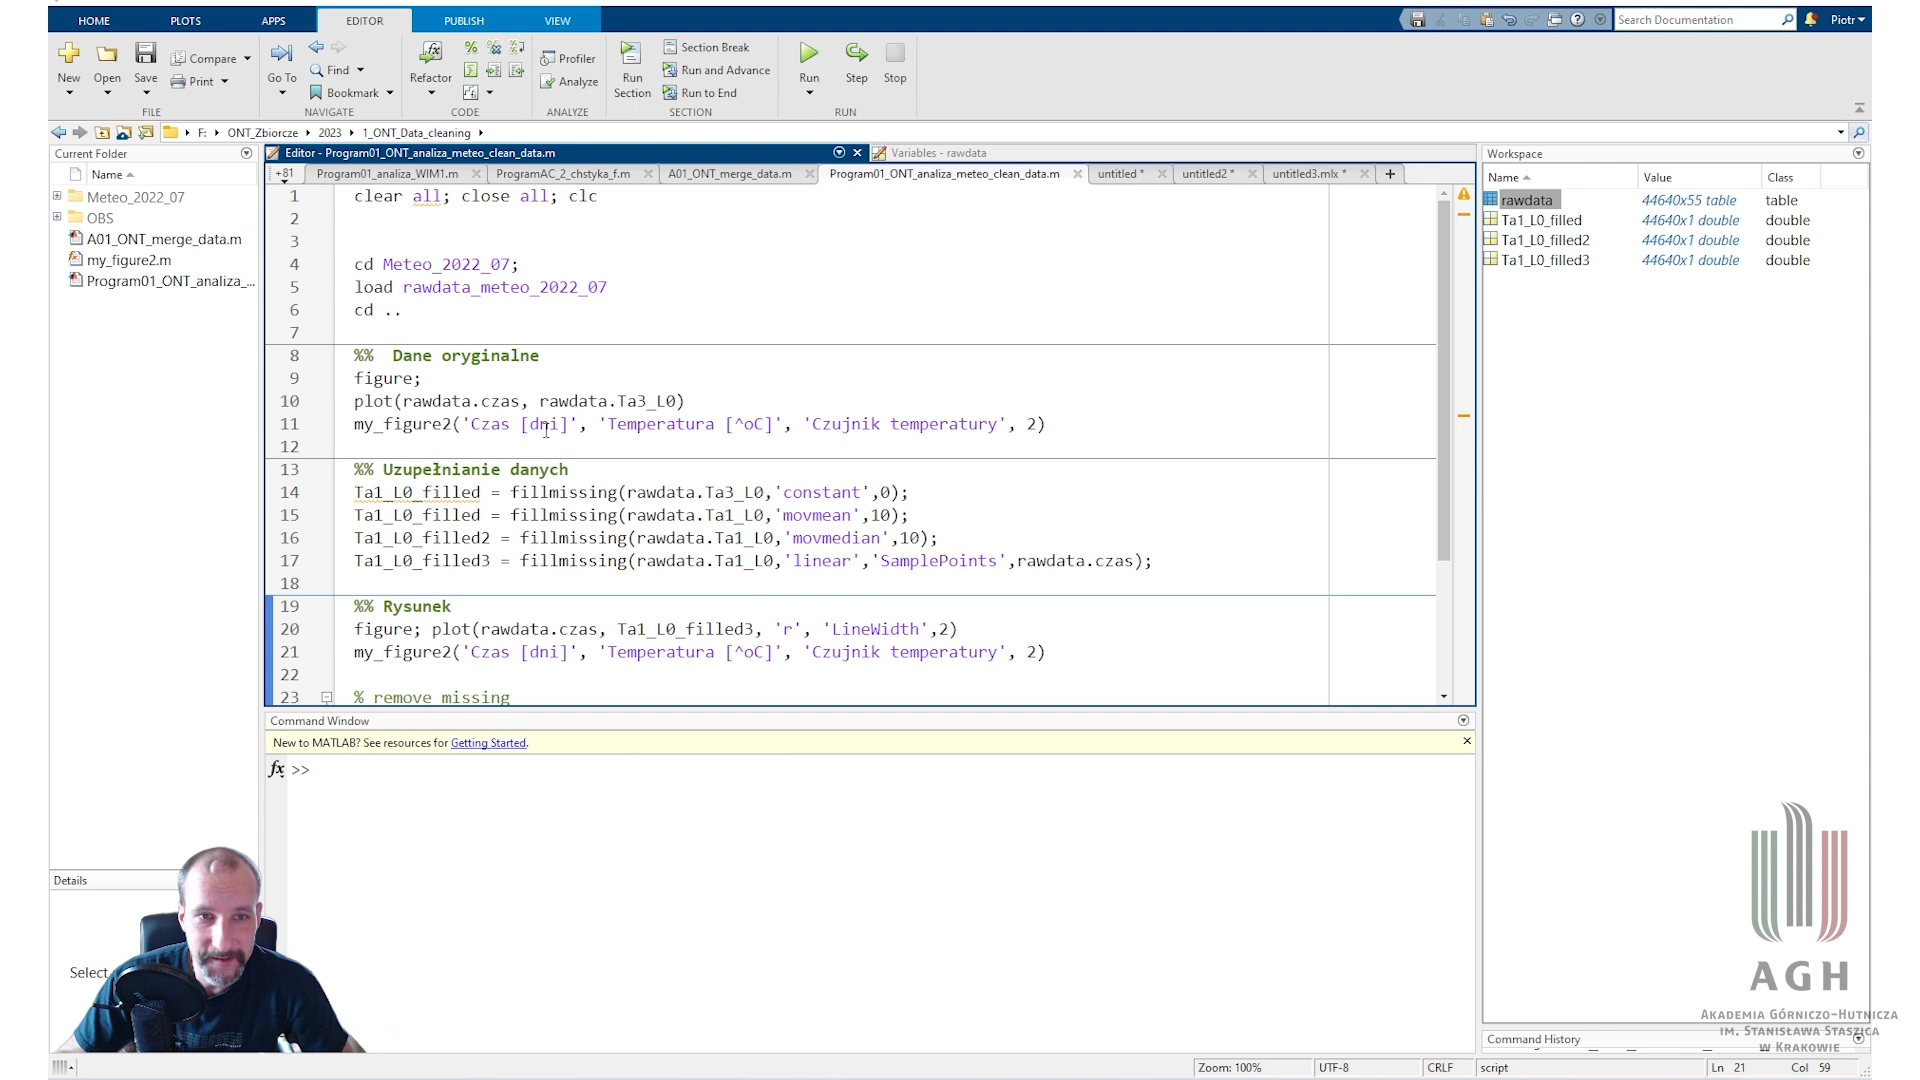 HOME PLOTS APPS EDITOR PUBLISH VIEW
Search Documentation
Piotr
New
Open
Save
Compare
Print
FILE
Go To
Find
Bookmark
NAVIGATE
Refactor
CODE
Profiler
Analyze
ANALYZE
Run Section
Section Break
Run and Advance
Run to End
SECTION
Run
Step
Stop
RUN
F: ONT_Zbiorcze 2023 1_ONT_Data_cleaning
Current Folder
Name
Meteo_2022_07
OBS
A01_ONT_merge_data.m
my_figure2.m
Program01_ONT_analiza_...
Details
Select
Editor - Program01_ONT_analiza_meteo_clean_data.m
Variables - rawdata
+81 Program01_analiza_WIM1.m ProgramAC_2_chstyka_f.m A01_ONT_merge_data.m Program01_ONT_analiza_meteo_clean_data.m untitled * untitled2 * untitled3.mlx *
1 clear all; close all; clc
2
3
4 cd Meteo_2022_07;
5 load rawdata_meteo_2022_07
6 cd ..
7
8 %% Dane oryginalne
9 figure;
10 plot(rawdata.czas, rawdata.Ta3_L0)
11 my_figure2('Czas [dni]', 'Temperatura [^oC]', 'Czujnik temperatury', 2)
12
13 %% Uzupełnianie danych
14 Ta1_L0_filled = fillmissing(rawdata.Ta3_L0,'constant',0);
15 Ta1_L0_filled = fillmissing(rawdata.Ta1_L0,'movmean',10);
16 Ta1_L0_filled2 = fillmissing(rawdata.Ta1_L0,'movmedian',10);
17 Ta1_L0_filled3 = fillmissing(rawdata.Ta1_L0,'linear','SamplePoints',rawdata.czas);
18
19 %% Rysunek
20 figure; plot(rawdata.czas, Ta1_L0_filled3, 'r', 'LineWidth',2)
21 my_figure2('Czas [dni]', 'Temperatura [^oC]', 'Czujnik temperatury', 2)
22
23 % remove missing
Command Window
New to MATLAB? See resources for Getting Started.
fx >>
Workspace
Name Value Class
rawdata 44640x55 table table
Ta1_L0_filled 44640x1 double double
Ta1_L0_filled2 44640x1 double double
Ta1_L0_filled3 44640x1 double double
Command History
AGH
AKADEMIA GÓRNICZO-HUTNICZA
IM. STANISŁAWA STASZICA
W KRAKOWIE
Zoom: 100% UTF-8 CRLF script Ln 21 Col 59